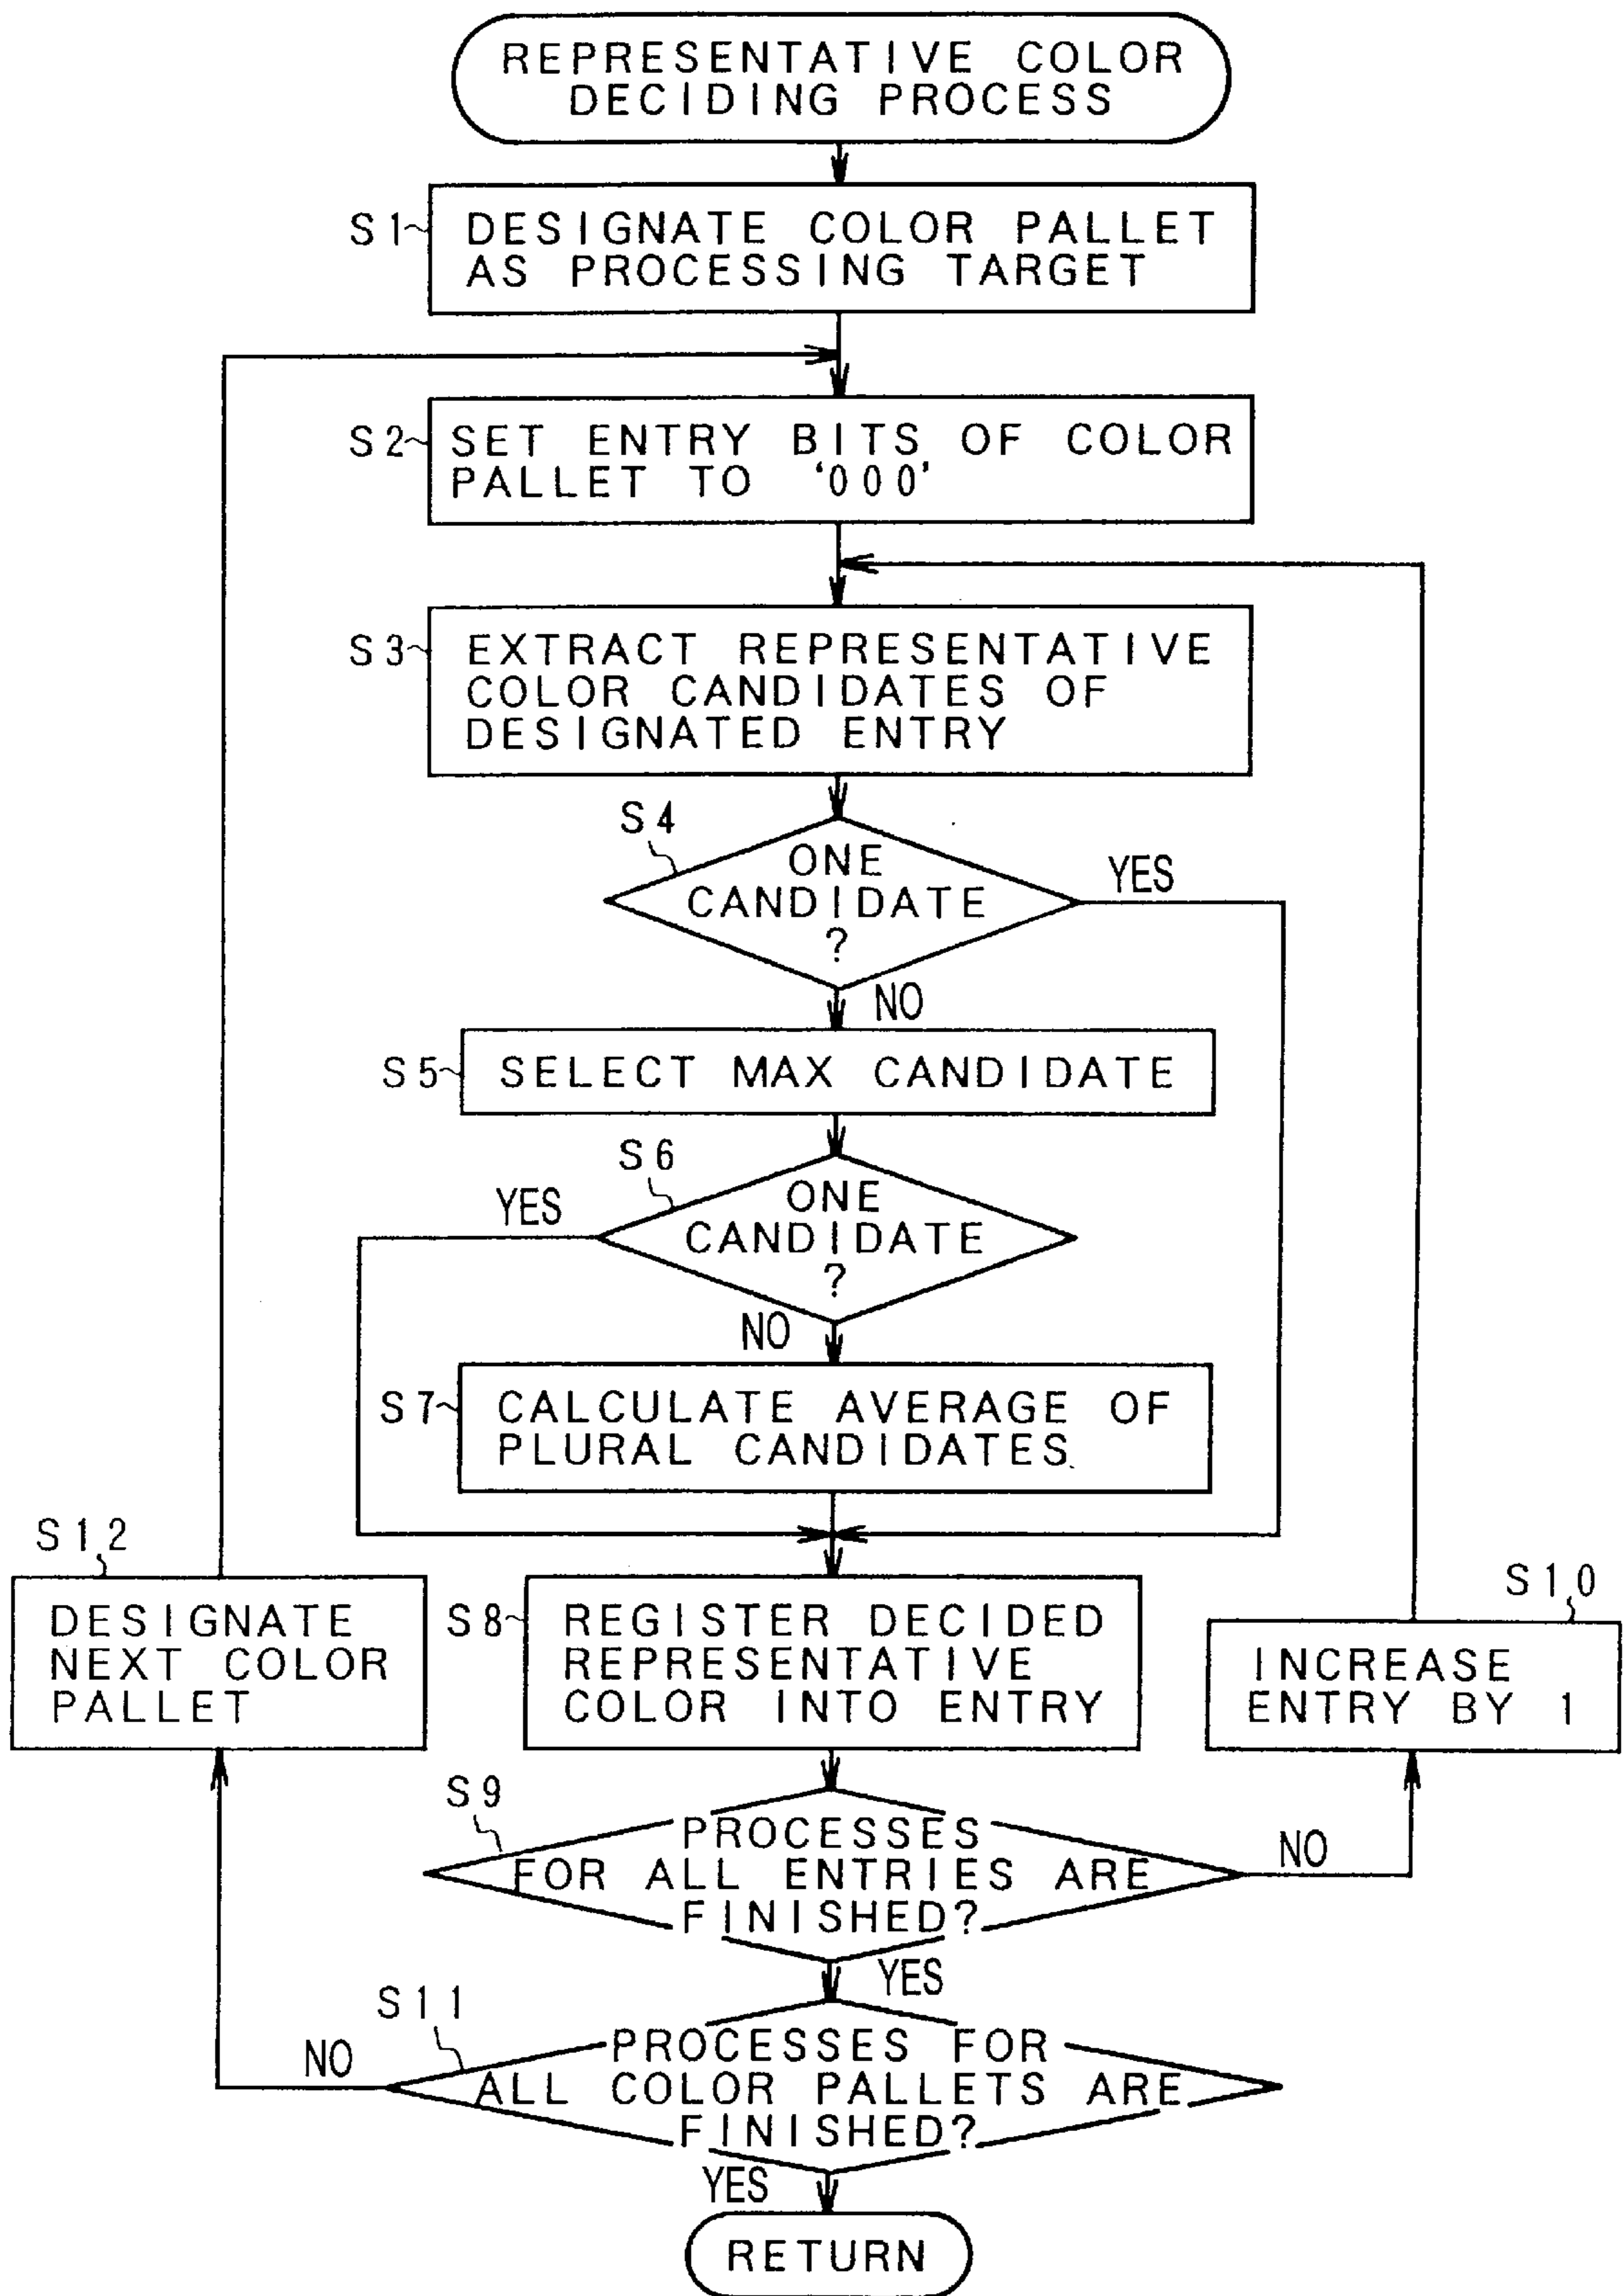 REPRESENTATIVE COLOR
DECIDING PROCESS
S1
DESIGNATE COLOR PALLET
AS PROCESSING TARGET
S2
SET ENTRY BITS OF COLOR
PALLET TO '000'
S3
EXTRACT REPRESENTATIVE
COLOR CANDIDATES OF
DESIGNATED ENTRY
S4
ONE
CANDIDATE
?
YES
NO
S5
SELECT MAX CANDIDATE
S6
ONE
CANDIDATE
?
YES
NO
S7
CALCULATE AVERAGE OF
PLURAL CANDIDATES
S12
DESIGNATE
NEXT COLOR
PALLET
S8
REGISTER DECIDED
REPRESENTATIVE
COLOR INTO ENTRY
S10
INCREASE
ENTRY BY 1
S9
PROCESSES
FOR ALL ENTRIES ARE
FINISHED?
NO
YES
S11
PROCESSES FOR
ALL COLOR PALLETS ARE
FINISHED?
NO
YES
RETURN